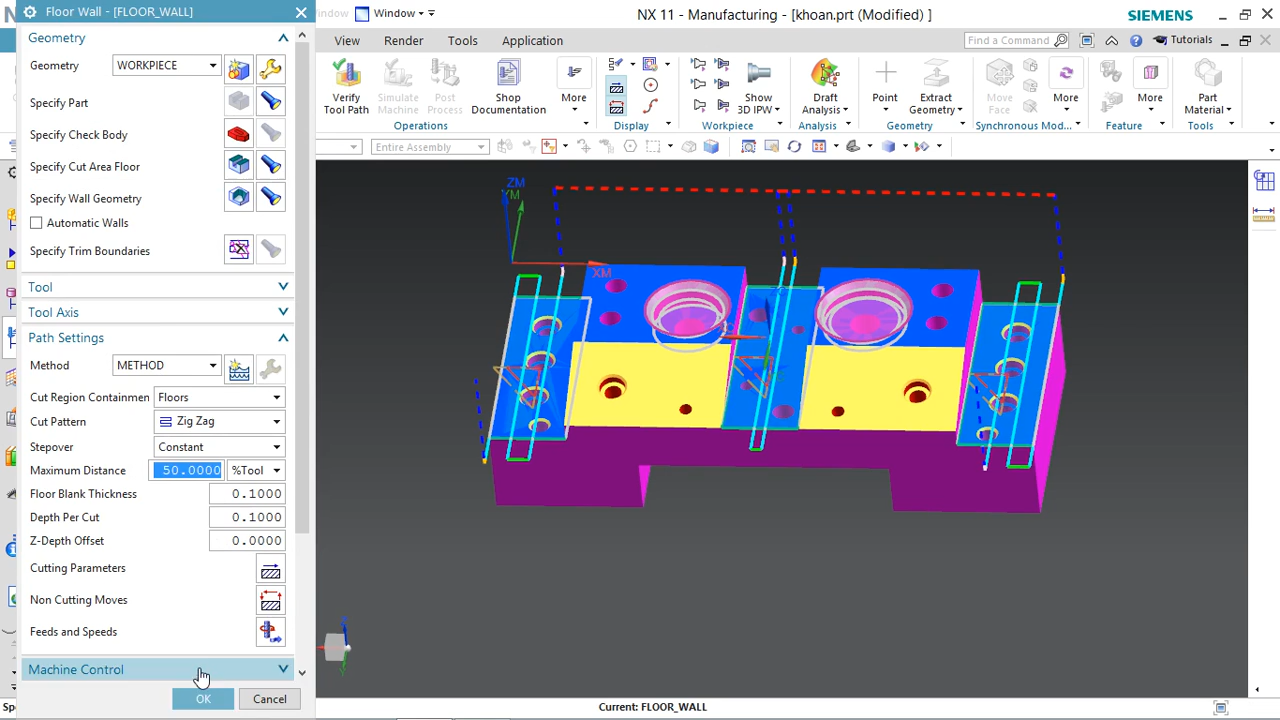 Floor Wall - [FLOOR_WALL]
indow Window
NX 11 - Manufacturing - [khoan.prt (Modified) ]
SIEMENS
View Render Tools Application
Find a Command
Tutorials
Verify Tool Path
Simulate Machine
Post Process
Shop Documentation
More
Show 3D IPW
Draft Analysis
Point
Extract Geometry
Move Face
More
More
Part Material
Operations
Display
Workpiece
Analysis
Geometry
Synchronous Mod...
Feature
Tools
Entire Assembly
Geometry
Geometry WORKPIECE
Specify Part
Specify Check Body
Specify Cut Area Floor
Specify Wall Geometry
Automatic Walls
Specify Trim Boundaries
Tool
Tool Axis
Path Settings
Method METHOD
Cut Region Containmen Floors
Cut Pattern Zig Zag
Stepover Constant
Maximum Distance 50.0000 %Tool
Floor Blank Thickness 0.1000
Depth Per Cut 0.1000
Z-Depth Offset 0.0000
Cutting Parameters
Non Cutting Moves
Feeds and Speeds
Machine Control
OK Cancel
ZM
YM
XM
Sp
Current: FLOOR_WALL